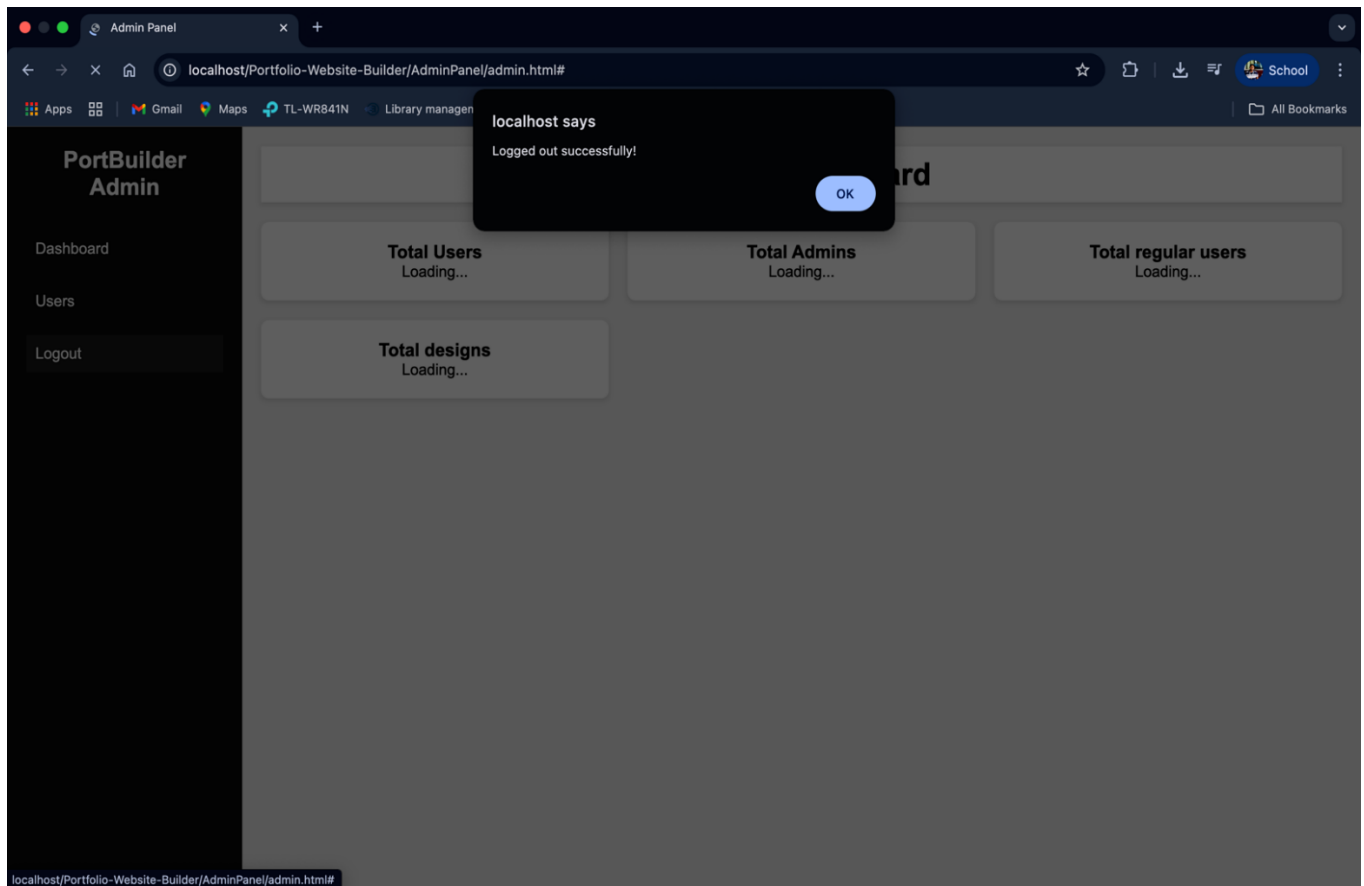 Admin Panel
localhost/Portfolio-Website-Builder/AdminPanel/admin.html#
School
Apps
Gmail
Maps
TL-WR841N
Library managen
All Bookmarks
localhost says
Logged out successfully!
OK
PortBuilder
Admin
Dashboard
Users
Logout
ard
Total Users
Loading...
Total Admins
Loading...
Total regular users
Loading...
Total designs
Loading...
localhost/Portfolio-Website-Builder/AdminPanel/admin.html#